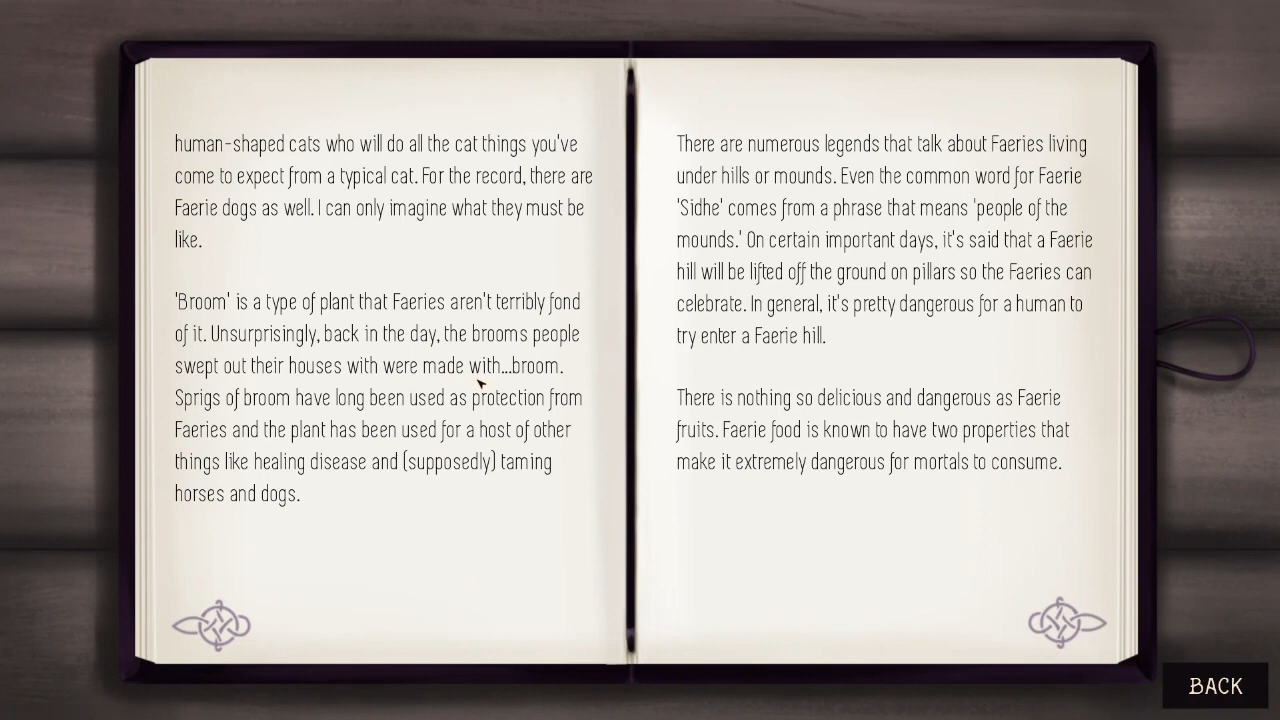 human-shaped cats who will do all the cat things you've
come to expect from a typical cat. For the record, there are
Faerie dogs as well. I can only imagine what they must be
like.
'Broom' is a type of plant that Faeries aren't terribly fond
of it. Unsurprisingly, back in the day, the brooms people
swept out their houses with were made with...broom.
Sprigs of broom have long been used as protection from
Faeries and the plant has been used for a host of other
things like healing disease and (supposedly) taming
horses and dogs.
There are numerous legends that talk about Faeries living
under hills or mounds. Even the common word for Faerie
'Sidhe' comes from a phrase that means 'people of the
mounds.' On certain important days, it's said that a Faerie
hill will be lifted off the ground on pillars so the Faeries can
celebrate. In general, it's pretty dangerous for a human to
try enter a Faerie hill.
There is nothing so delicious and dangerous as Faerie
fruits. Faerie food is known to have two properties that
make it extremely dangerous for mortals to consume.
BACK